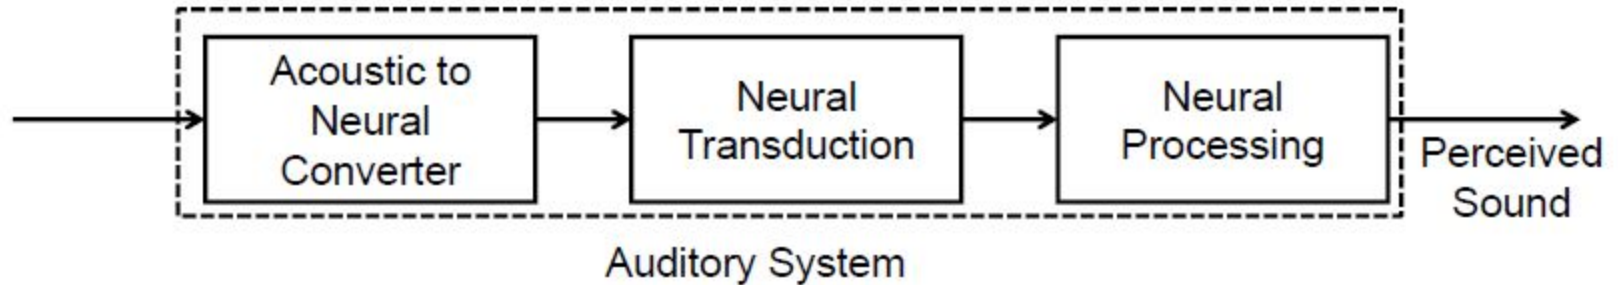 Acoustic to
Neural
Converter
Neural
Transduction
Neural
Processing
Perceived
Sound
Auditory System